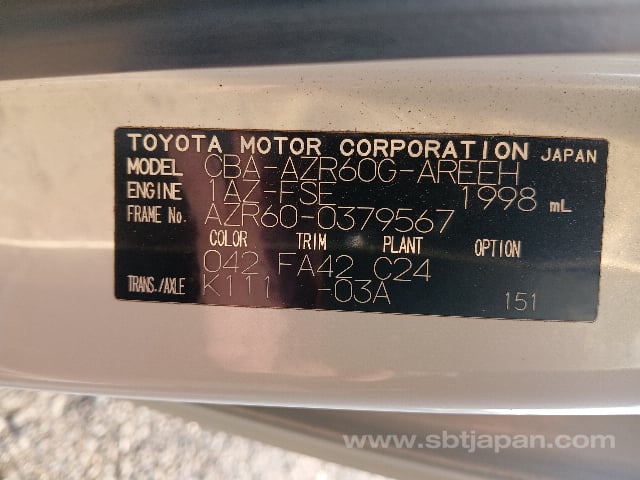 TOYOTA MOTOR CORPORATION JAPAN
MODEL CBA-AZR60G-AREEH
ENGINE 1AZ-FSE 1998 mL
FRAME No. AZR60-0379567
COLOR TRIM PLANT OPTION
042 FA42 C24
TRANS./AXLE K111 -03A 151
www.sbtjapan.com